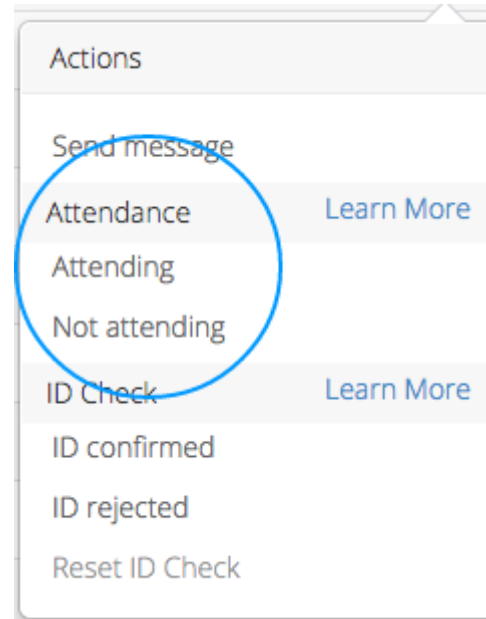 Actions
Send message
Attendance Learn More
Attending
Not attending
ID Check Learn More
ID confirmed
ID rejected
Reset ID Check